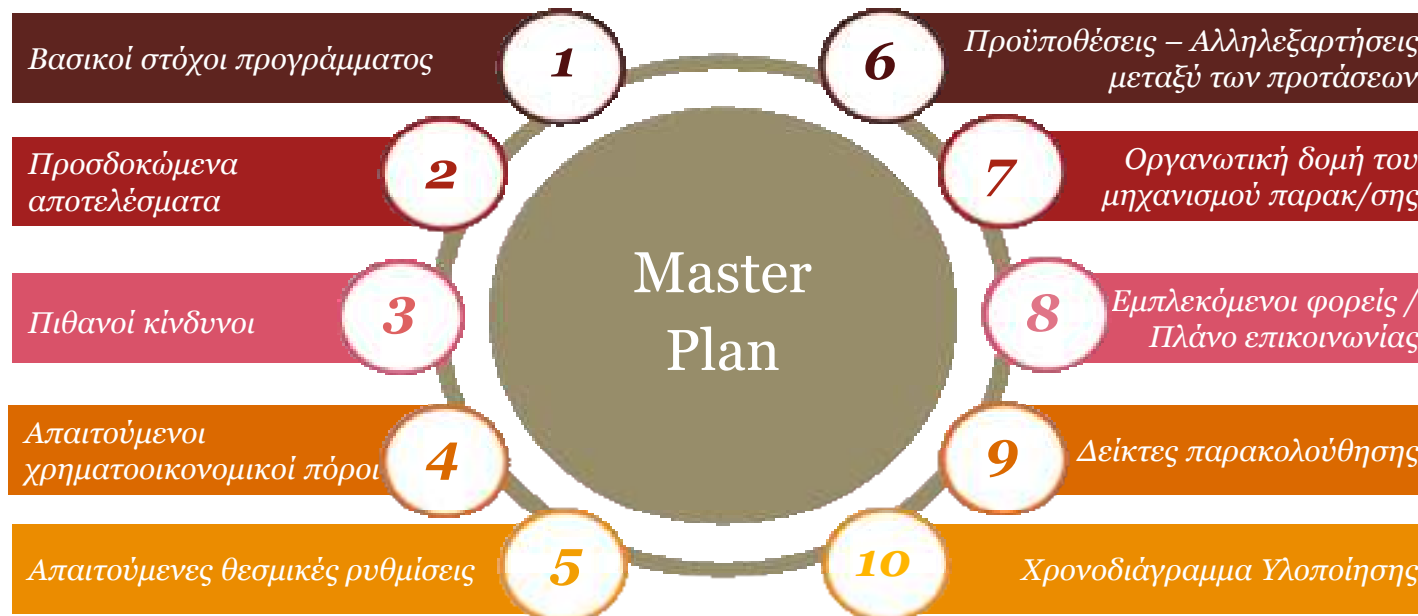 Βασικοί στόχοι προγράμματος
1
Προσδοκώμενα
αποτελέσματα
2
Πιθανοί κίνδυνοι
3
Απαιτούμενοι
χρηματοοικονομικοί πόροι
4
Απαιτούμενες θεσμικές ρυθμίσεις
5
Master
Plan
6
Προϋποθέσεις – Αλληλεξαρτήσεις
μεταξύ των προτάσεων
7
Οργανωτική δομή του
μηχανισμού παρακ/σης
8
Εμπλεκόμενοι φορείς /
Πλάνο επικοινωνίας
9
Δείκτες παρακολούθησης
10
Χρονοδιάγραμμα Υλοποίησης